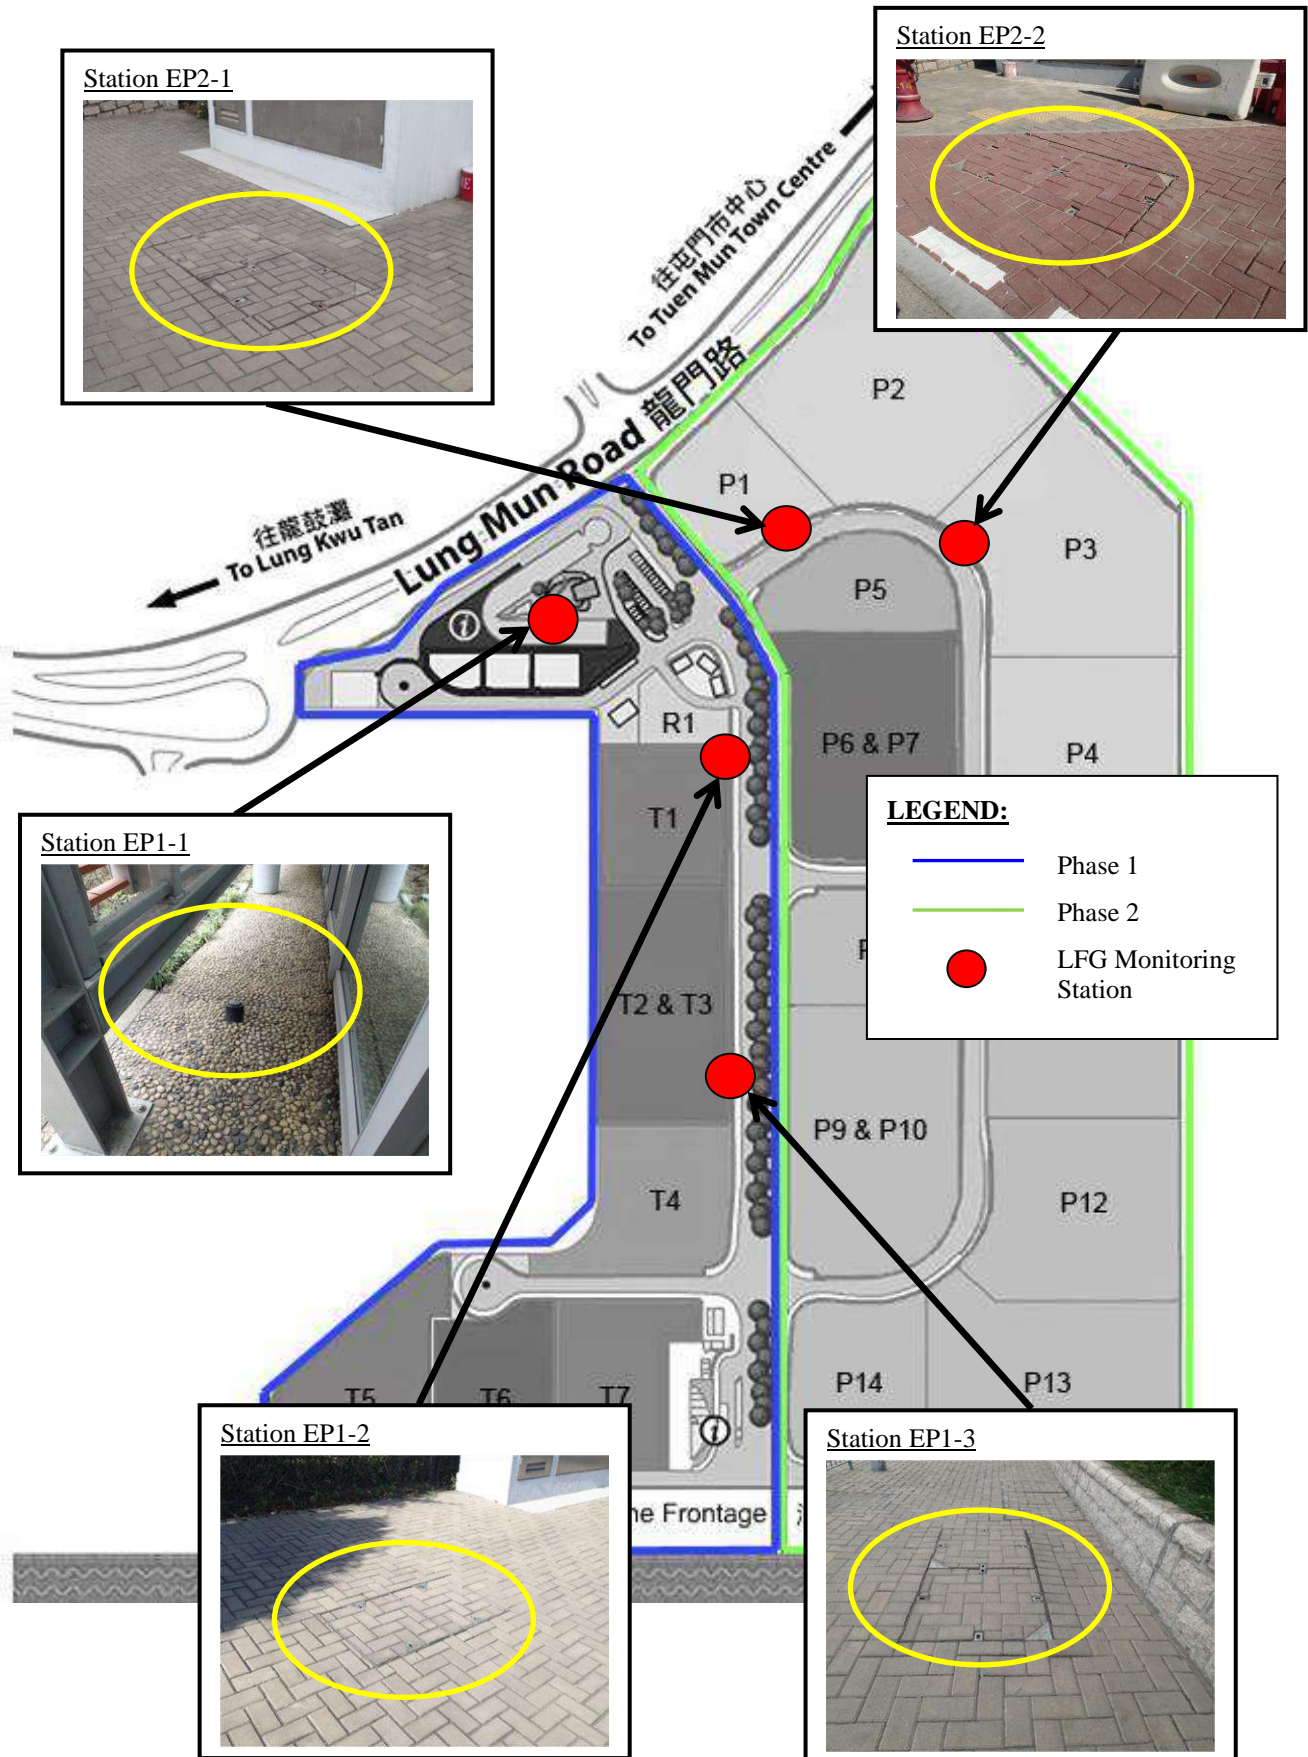 Station EP2-1
Station EP2-2
往屯門市中心
To Tuen Mun Town Centre
Lung Mun Road 龍門路
往龍鼓灘
To Lung Kwu Tan
P2
P1
P3
P5
R1
P6 & P7
P4
T1
Station EP1-1
LEGEND:
Phase 1
Phase 2
LFG Monitoring
Station
T2 & T3
P9 & P10
T4
P12
P14
P13
T5
T6
T7
Station EP1-2
Station EP1-3
Frontage